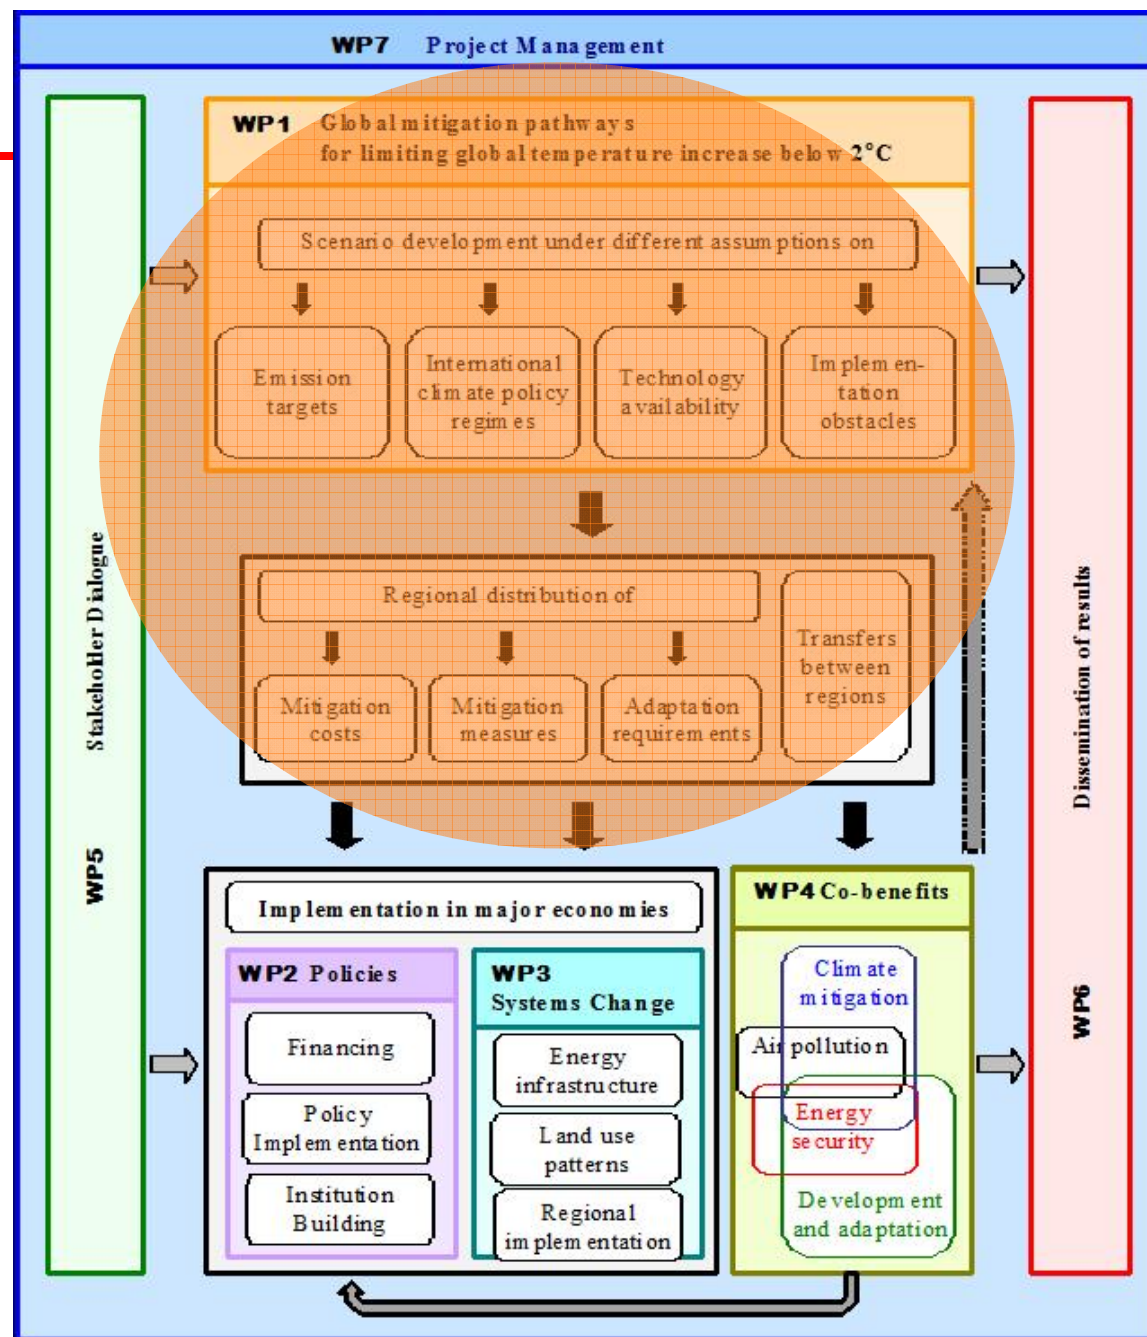 WP7 Project Management
WP1 Global mitigation pathways
for limiting global temperature increase below 2°C
Scenario development under different assumptions on
Emission
targets
International
climate policy
regimes
Technology
availability
Implemen-
tation
obstacles
Regional distribution of
Mitigation
costs
Mitigation
measures
Adaptation
requirements
Transfers
between
regions
Stakeholder Dialogue
WP5
Dissemination of results
WP6
Implementation in major economies
WP2 Policies
Financing
Policy
Implementation
Institution
Building
WP3
Systems Change
Energy
infrastructure
Land use
patterns
Regional
implementation
WP4 Co-benefits
Climate
mitigation
Air pollution
Energy
security
Development
and adaptation